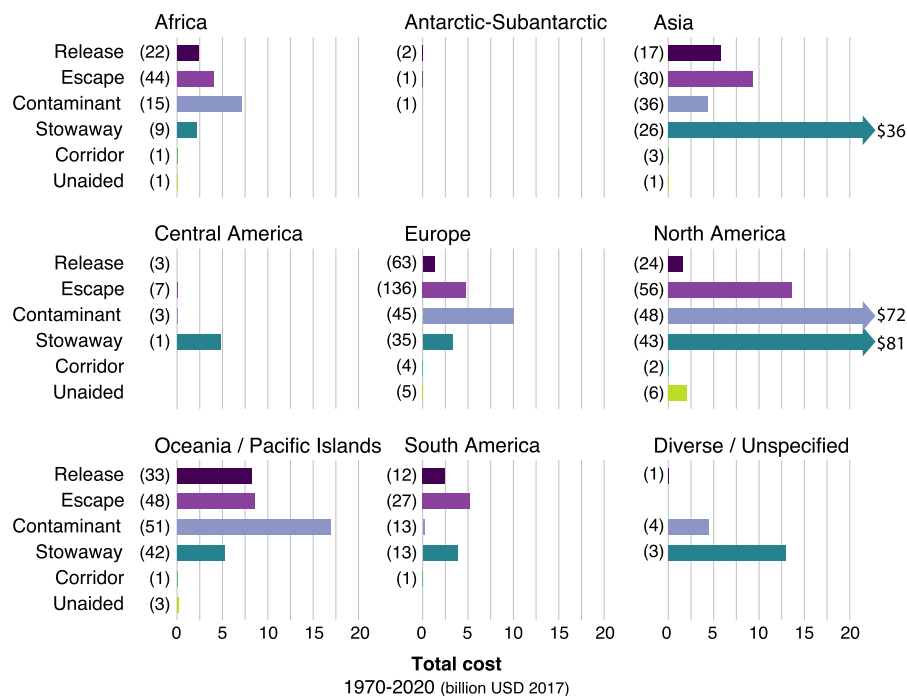 Africa Antarctic-Subantarctic Asia
Release (22) (2) (17)
Escape (44) (1) (30)
Contaminant (15) (1) (36)
Stowaway (9) (26) $36
Corridor (1) (3)
Unaided (1) (1)
Central America Europe North America
Release (3) (63) (24)
Escape (7) (136) (56)
Contaminant (3) (45) (48) $72
Stowaway (1) (35) (43) $81
Corridor (4) (2)
Unaided (5) (6)
Oceania / Pacific Islands South America Diverse / Unspecified
Release (33) (12) (1)
Escape (48) (27)
Contaminant (51) (13) (4)
Stowaway (42) (13) (3)
Corridor (1) (1)
Unaided (3)
0 5 10 15 20 0 5 10 15 20 0 5 10 15 20
Total cost
1970-2020 (billion USD 2017)